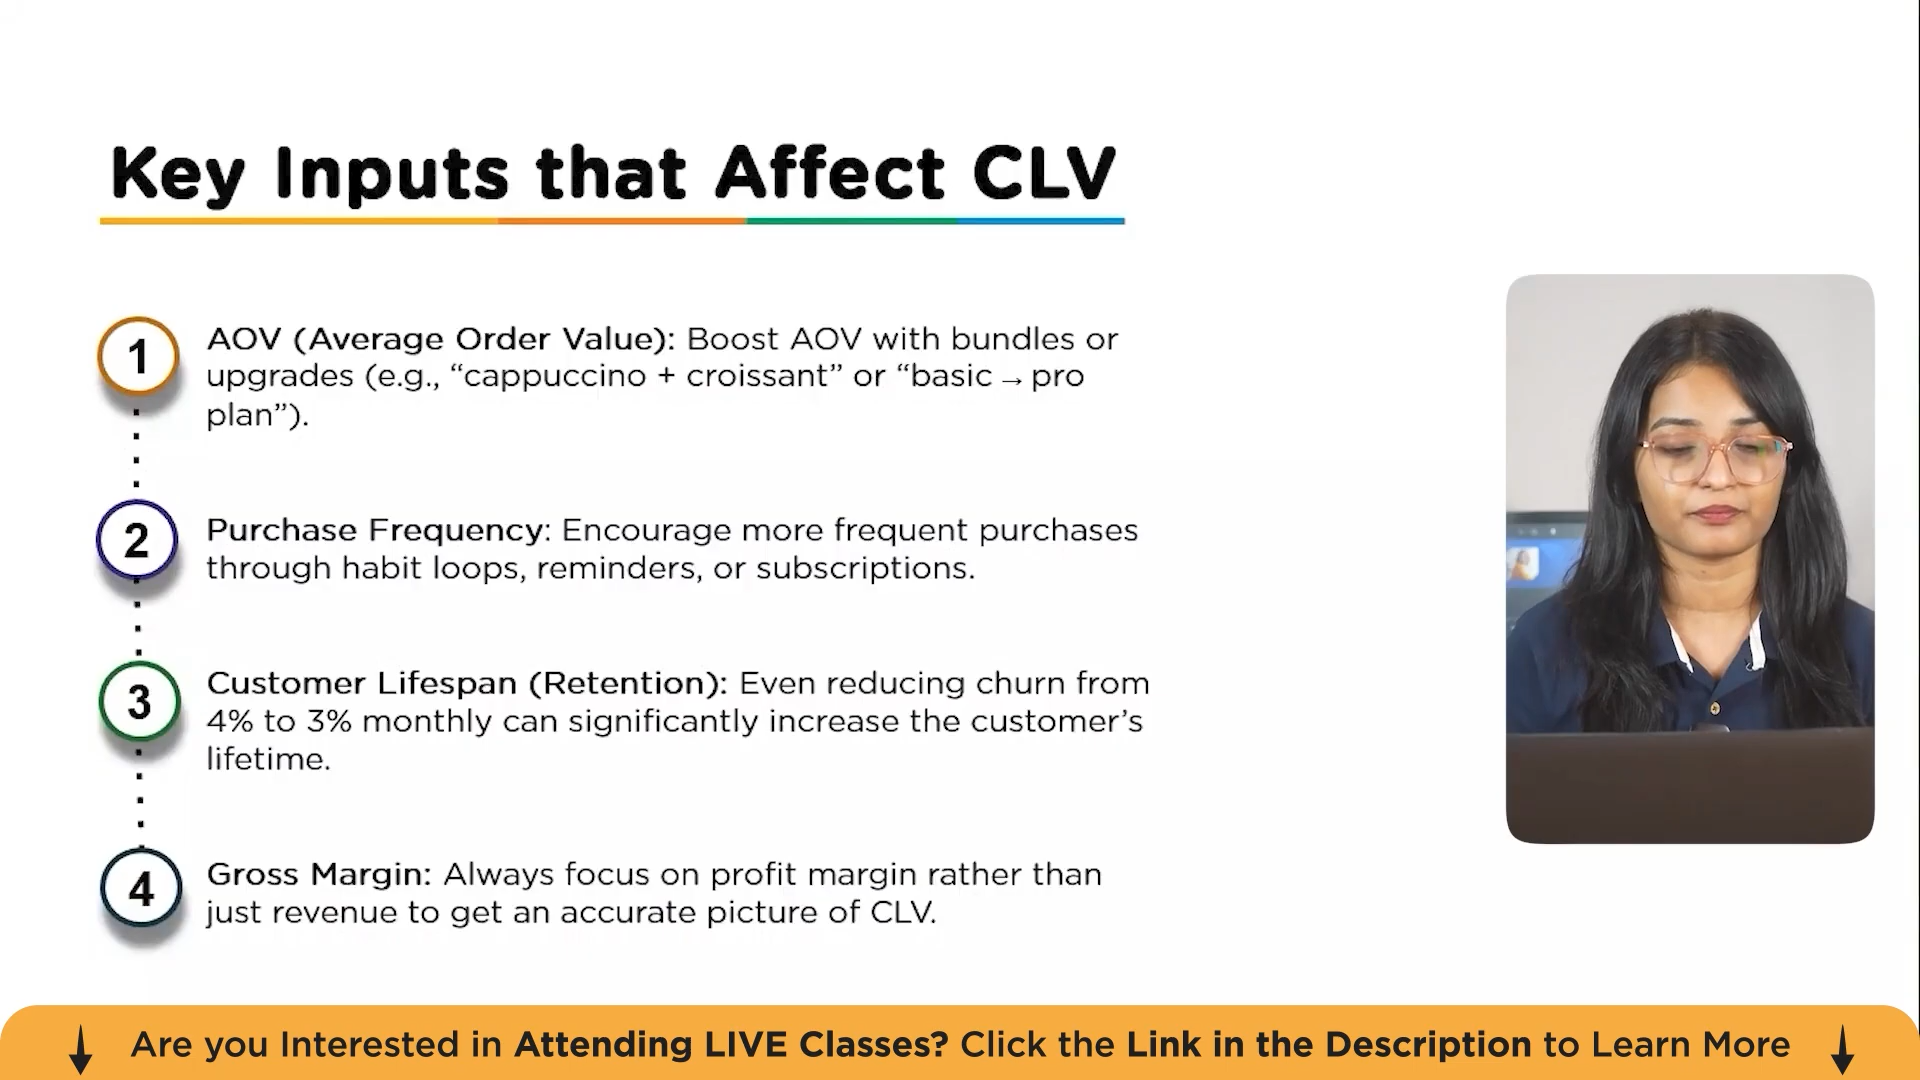 Key Inputs that Affect CLV
1
AOV (Average Order Value): Boost AOV with bundles or
upgrades (e.g., “cappuccino + croissant” or “basic → pro
plan”).
2
Purchase Frequency: Encourage more frequent purchases
through habit loops, reminders, or subscriptions.
3
Customer Lifespan (Retention): Even reducing churn from
4% to 3% monthly can significantly increase the customer’s
lifetime.
4
Gross Margin: Always focus on profit margin rather than
just revenue to get an accurate picture of CLV.
Are you Interested in Attending LIVE Classes? Click the Link in the Description to Learn More